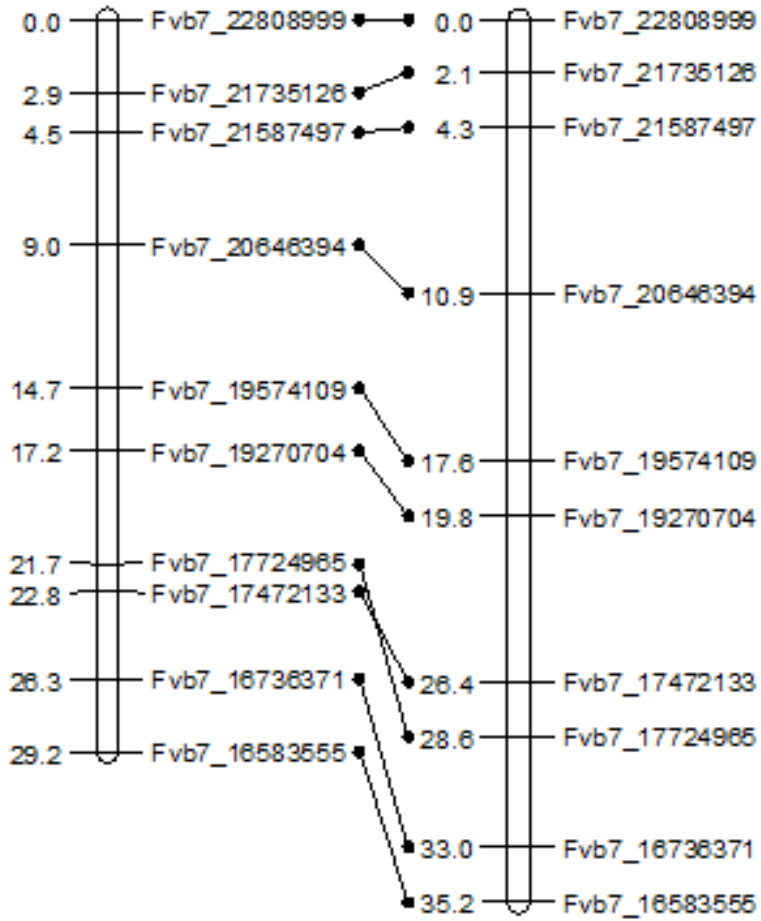 0.0 Fvb7_22808999 0.0 Fvb7_22808999
2.9 Fvb7_21735126 2.1 Fvb7_21735126
4.5 Fvb7_21587497 4.3 Fvb7_21587497
9.0 Fvb7_20646394
10.9 Fvb7_20646394
14.7 Fvb7_19574109
17.2 Fvb7_19270704 17.6 Fvb7_19574109
19.8 Fvb7_19270704
21.7 Fvb7_17724965
22.8 Fvb7_17472133
26.3 Fvb7_16736371 26.4 Fvb7_17472133
29.2 Fvb7_16583555 28.6 Fvb7_17724965
33.0 Fvb7_16736371
35.2 Fvb7_16583555